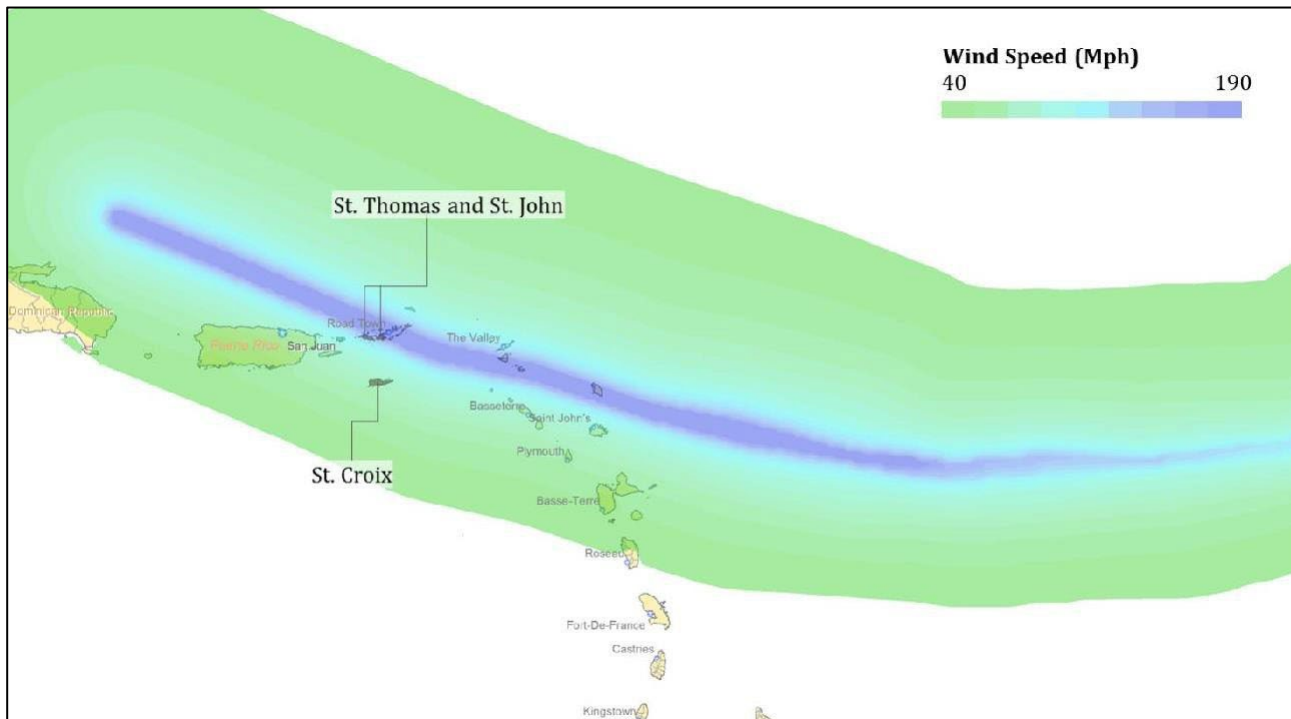 Wind Speed (Mph)
40 190
St. Thomas and St. John
Dominican Republic
Road Town
Puerto Rico
San Juan
The Valley
Basseterre
Saint John's
St. Croix
Plymouth
Basse-Terre
Roseau
Fort-De-France
Castries
Kingstown